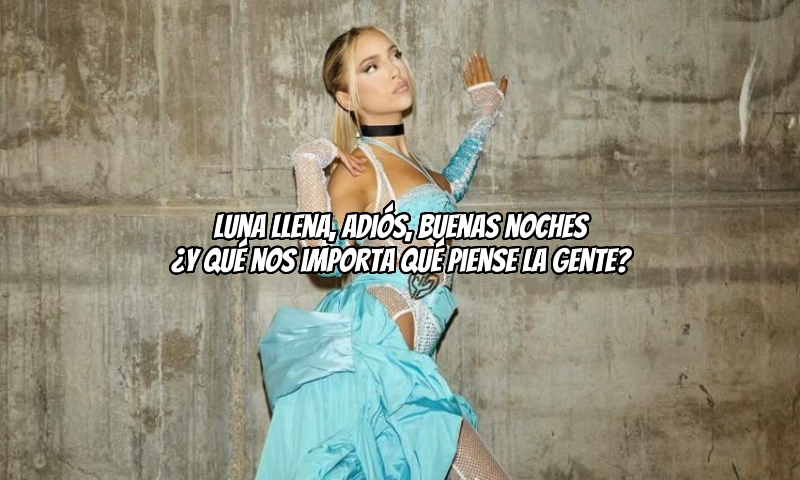 LUNA LLENA, ADIÓS, BUENAS NOCHES
¿Y QUÉ NOS IMPORTA QUÉ PIENSE LA GENTE?